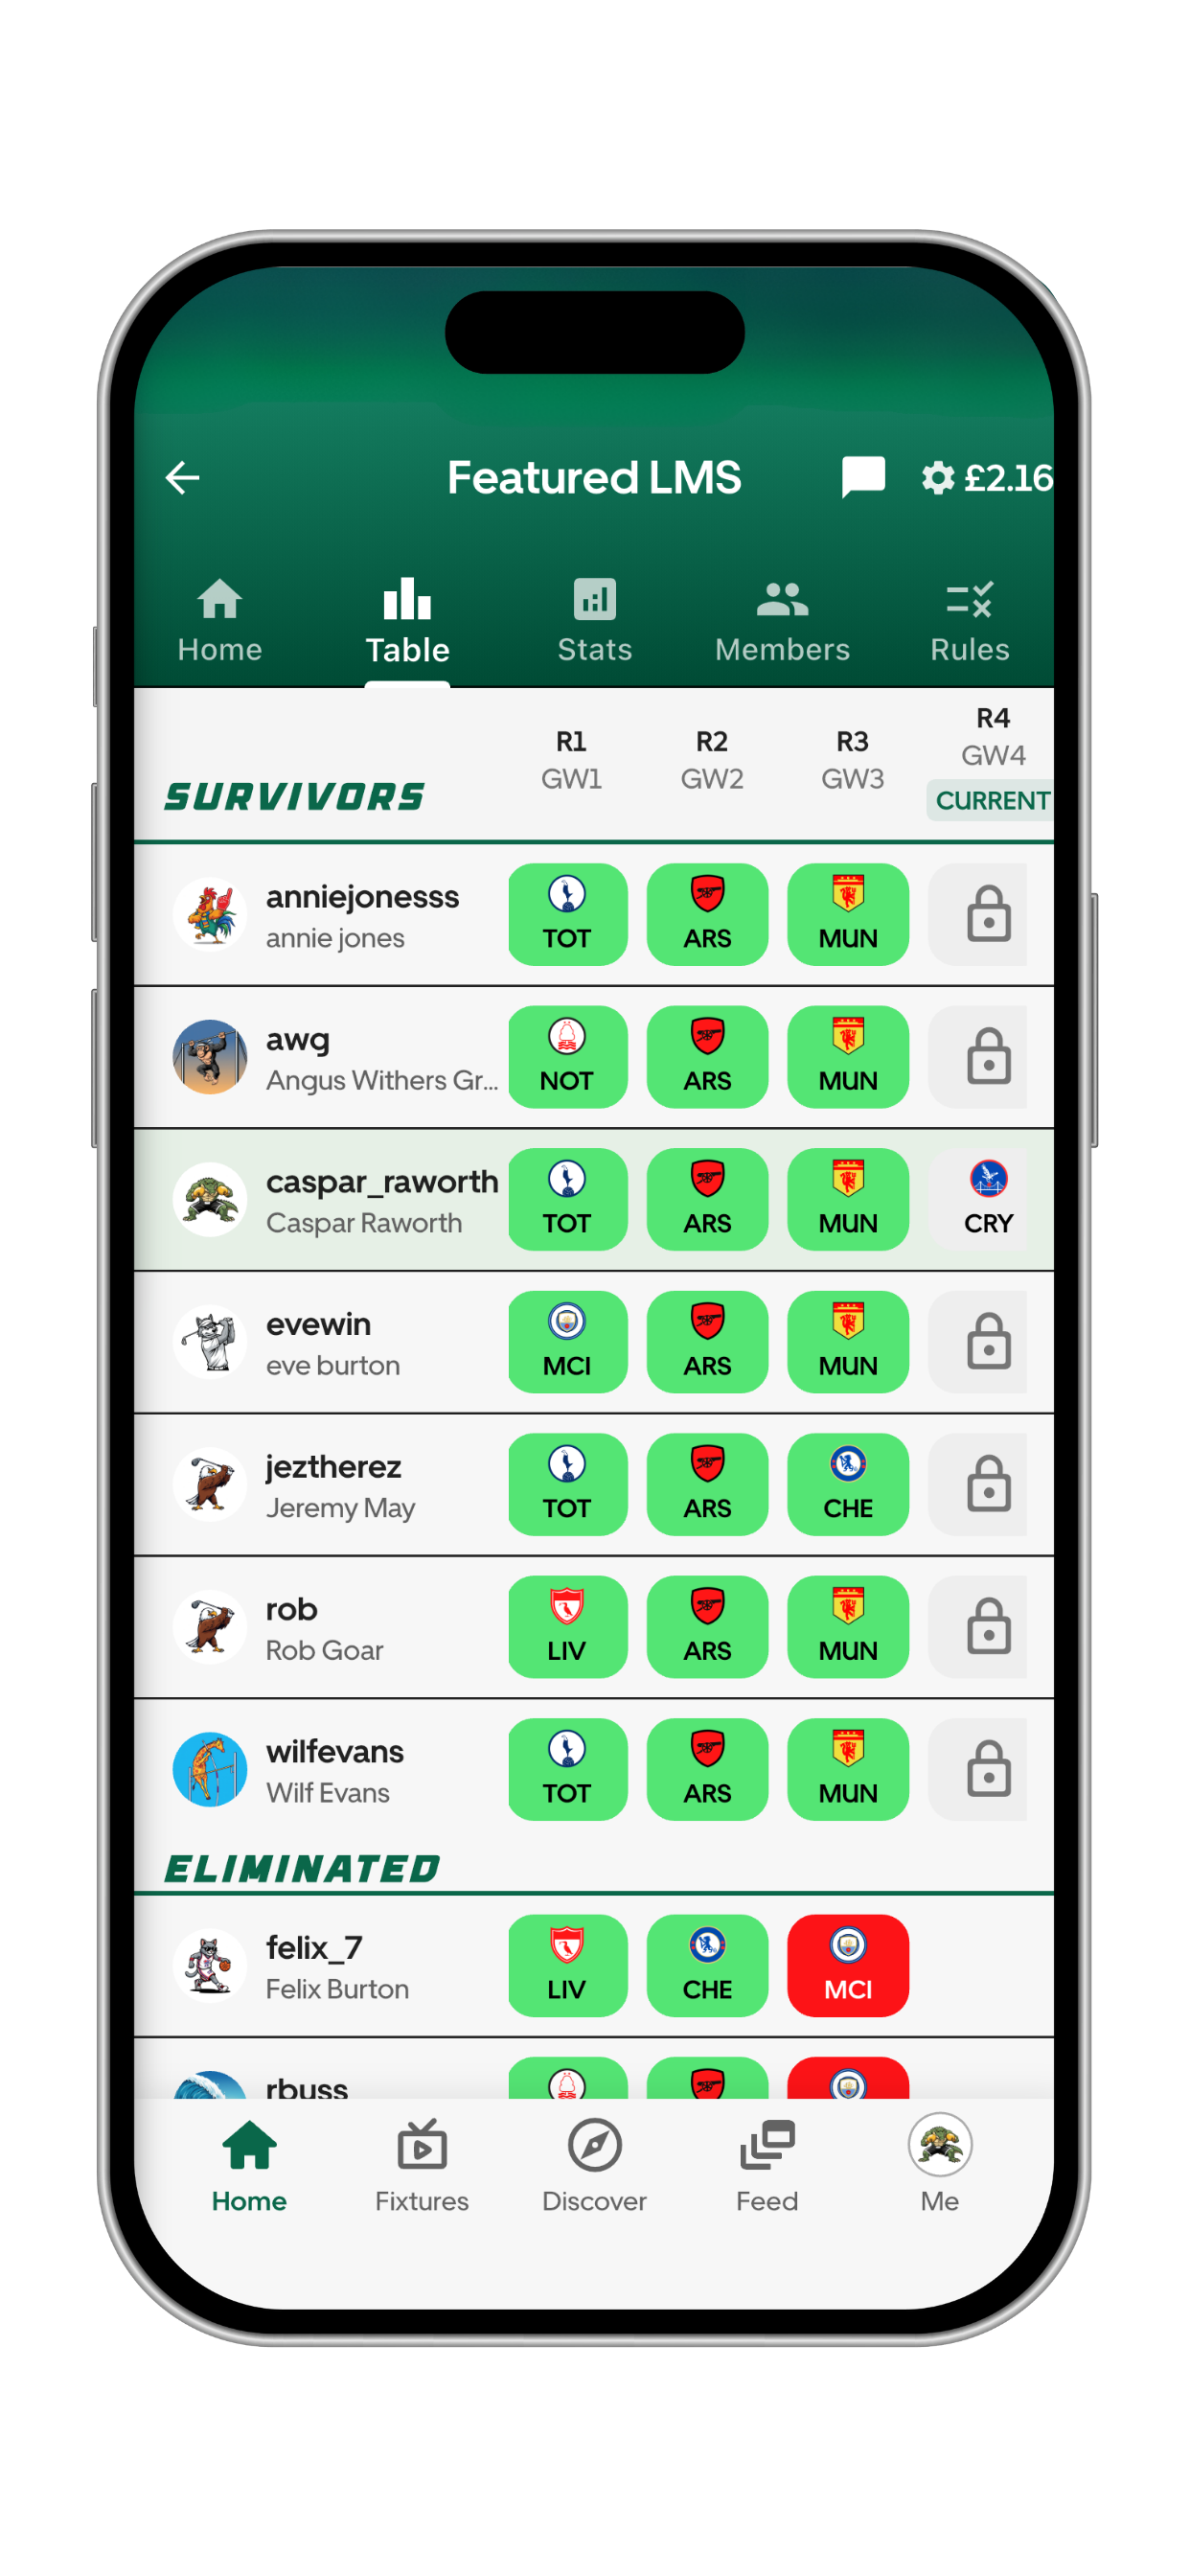 Featured LMS £2.16
Home Table Stats Members Rules
SURVIVORS R1 R2 R3 R4
GW1 GW2 GW3 GW4
CURRENT
anniejonesss
annie jones
TOT ARS MUN
awg
Angus Withers Gr...
NOT ARS MUN
caspar_raworth
Caspar Raworth
TOT ARS MUN CRY
evewin
eve burton
MCI ARS MUN
jeztherez
Jeremy May
TOT ARS CHE
rob
Rob Goar
LIV ARS MUN
wilfevans
Wilf Evans
TOT ARS MUN
ELIMINATED
felix_7
Felix Burton
LIV CHE MCI
rbuss
Home Fixtures Discover Feed Me